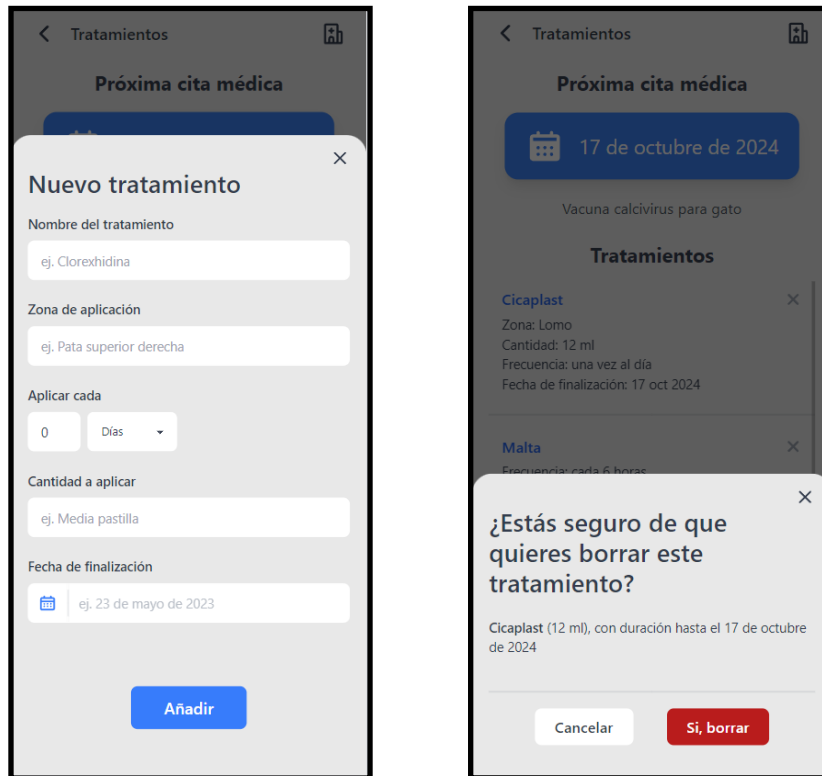 Tratamientos
Próxima cita médica
Nuevo tratamiento
Nombre del tratamiento
ej. Clorexhidina
Zona de aplicación
ej. Pata superior derecha
Aplicar cada
0 Días
Cantidad a aplicar
ej. Media pastilla
Fecha de finalización
ej. 23 de mayo de 2023
Añadir
Tratamientos
Próxima cita médica
17 de octubre de 2024
Vacuna calcivirus para gato
Tratamientos
Cicaplast
Zona: Lomo
Cantidad: 12 ml
Frecuencia: una vez al día
Fecha de finalización: 17 oct 2024
Malta
Frecuencia: cada 6 horas
¿Estás seguro de que
quieres borrar este
tratamiento?
Cicaplast (12 ml), con duración hasta el 17 de octubre
de 2024
Cancelar
Si, borrar